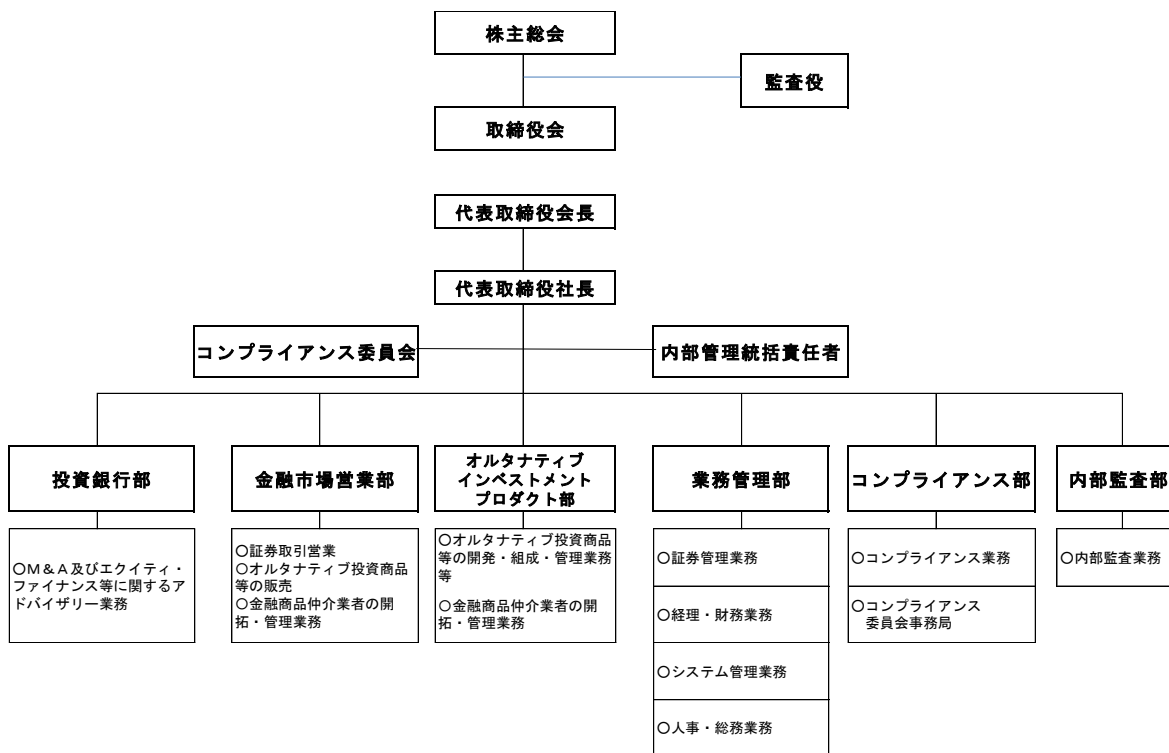 株主総会
監査役
取締役会
代表取締役会長
代表取締役社長
コンプライアンス委員会
内部管理統括責任者
投資銀行部
金融市場営業部
オルタナティブ
インベストメント
プロダクト部
業務管理部
コンプライアンス部
内部監査部
○M&A及びエクイティ・
ファイナンス等に関するア
ドバイザリー業務
○証券取引営業
○オルタナティブ投資商品
等の販売
○金融商品仲介業者の開
拓・管理業務
○オルタナティブ投資商品
等の開発・組成・管理業務
等
○金融商品仲介業者の開
拓・管理業務
○証券管理業務
○経理・財務業務
○システム管理業務
○人事・総務業務
○コンプライアンス業務
○コンプライアンス
委員会事務局
○内部監査業務